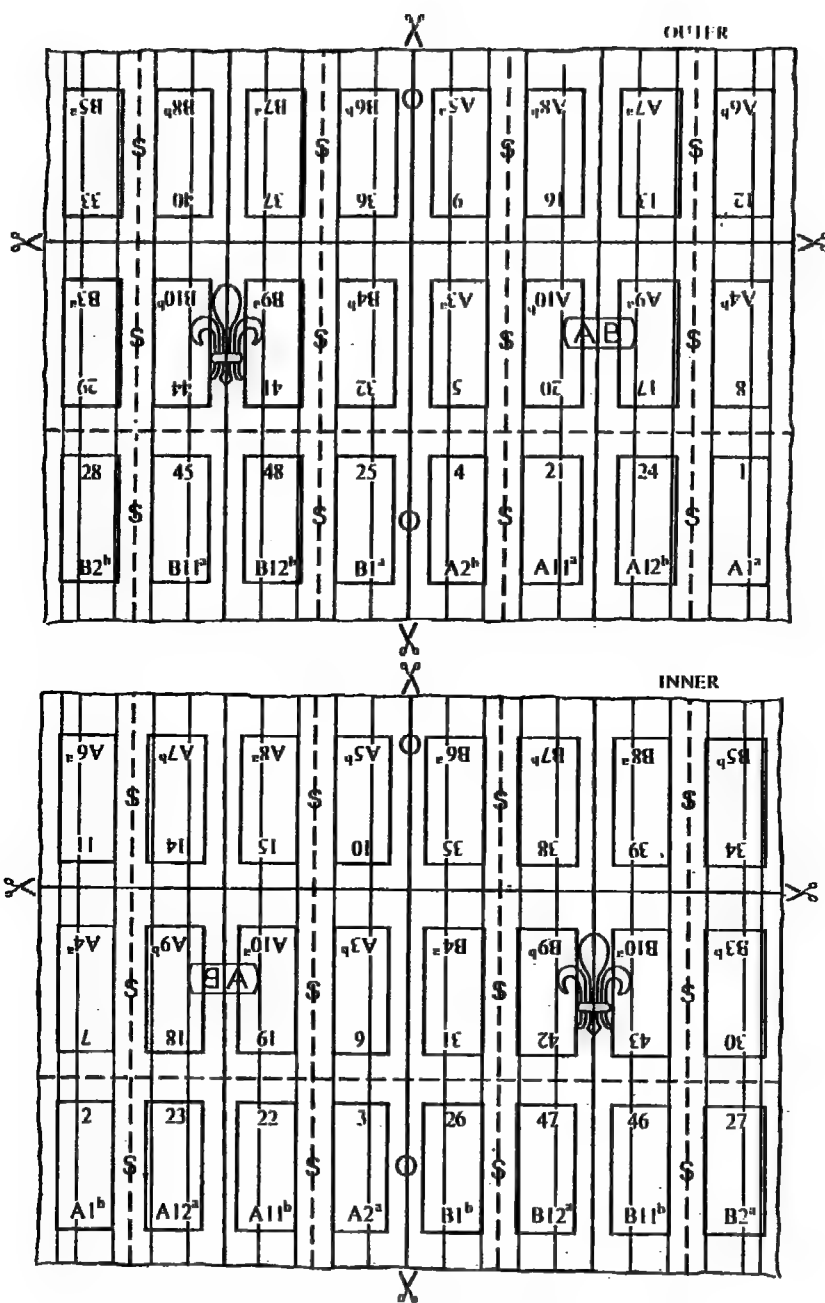 OUTER
B5ᵃ B8ᵇ B7ᵃ B6ᵇ A5ᵃ A8ᵇ A7ᵃ A6ᵇ
S S S S
33 40 37 36 9 16 13 12
B3ᵃ B10ᵇ B9ᵃ B4ᵇ A3ᵃ A10ᵇ A9ᵃ A4ᵇ
S S A B S S
29 44 41 32 5 20 17 8
28 45 48 25 4 21 24 1
S S S S
B2ᵇ B11ᵃ B12ᵇ B1ᵃ A2ᵇ A11ᵃ A12ᵇ A1ᵃ
INNER
A6ᵃ A7ᵇ A8ᵃ A5ᵇ B6ᵃ B7ᵇ B8ᵃ B5ᵇ
S S S S
11 14 15 10 35 38 39 34
A4ᵃ A9ᵇ A10ᵃ A3ᵇ B4ᵃ B9ᵇ B10ᵃ B3ᵇ
S B A S S S
7 18 19 6 31 42 43 30
2 23 22 3 26 47 46 27
S S S S
A1ᵇ A12ᵃ A11ᵇ A2ᵃ B1ᵇ B12ᵃ B11ᵇ B2ᵃ